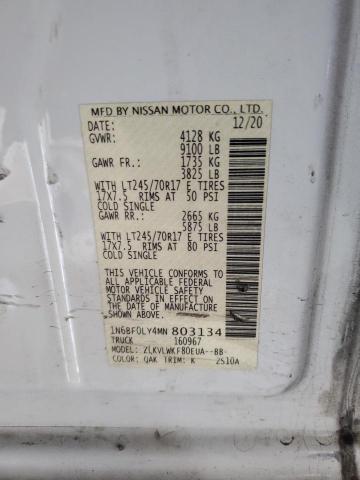 MFD BY NISSAN MOTOR CO., LTD.
DATE: 12/20
GVWR: 4128 KG
9100 LB
GAWR FR.: 1735 KG
3825 LB
WITH LT245/70R17 E TIRES
17X7.5 RIMS AT 50 PSI
COLD SINGLE
GAWR RR: 2665 KG
5875 LB
WITH LT245/70R17 E TIRES
17X7.5 RIMS AT 80 PSI
COLD SINGLE
THIS VEHICLE CONFORMS TO
ALL APPLICABLE FEDERAL
MOTOR VEHICLE SAFETY
STANDARDS IN EFFECT ON THE
DATE OF MANUFACTURE
SHOWN ABOVE.
1N6BF0LY4MN 803134
TRUCK 160967
MODEL: ZLKVLWKF80EUA--BB-
COLOR: QAK TRIM: K 2S10A